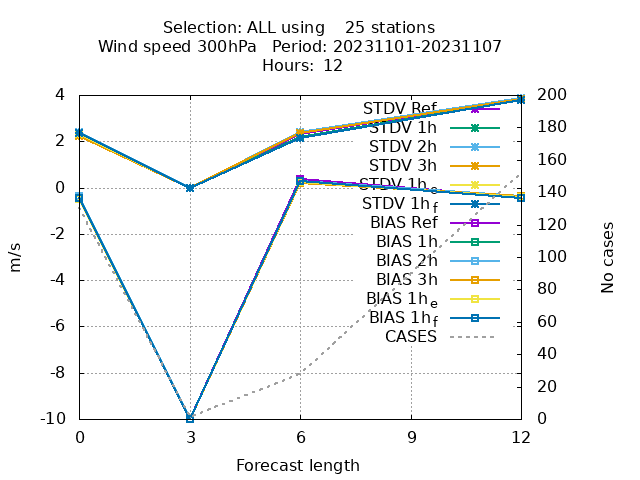 Selection: ALL using 25 stations
Wind speed 300hPa Period: 20231101-20231107
Hours: 12
4
2
0
-2
-4
-6
-8
-10
200
180
160
140
120
100
80
60
40
20
0
m/s
No cases
STDV Ref
STDV 1h
STDV 2h
STDV 3h
STDV 1he
STDV 1hf
BIAS Ref
BIAS 1h
BIAS 2h
BIAS 3h
BIAS 1he
BIAS 1hf
CASES
0 3 6 9 12
Forecast length